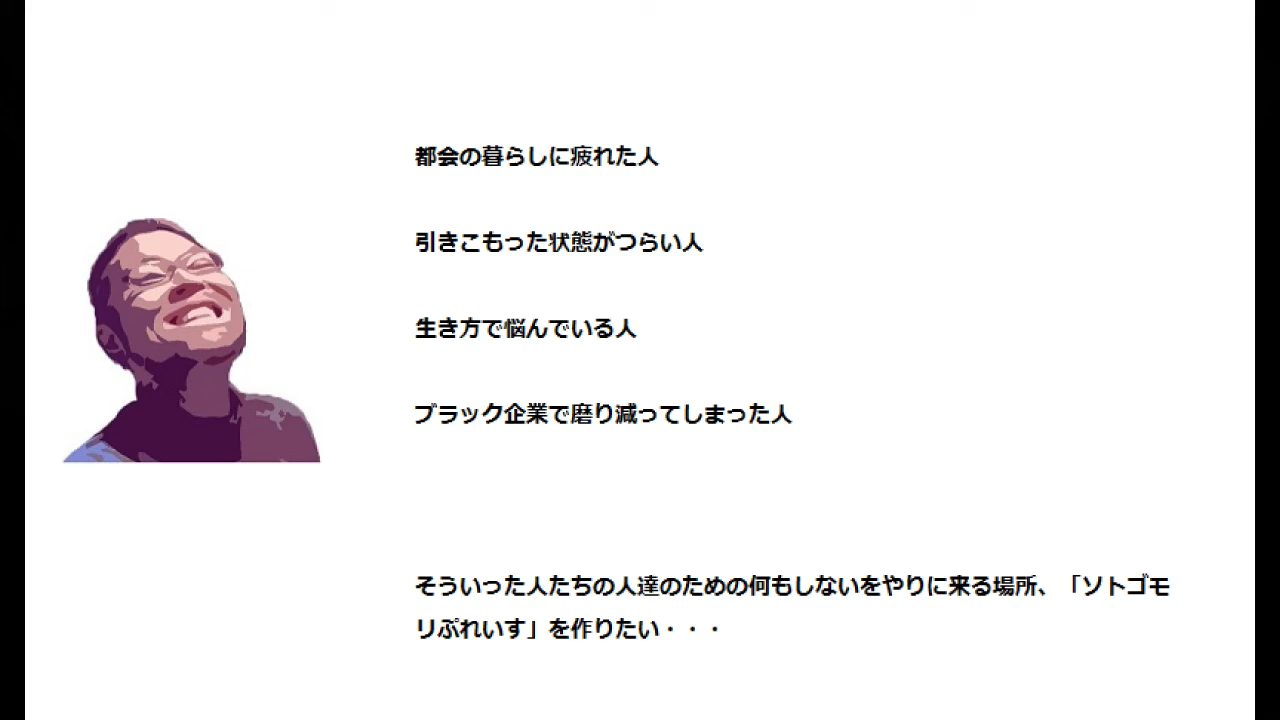 都会の暮らしに疲れた人
引きこもった状態がつらい人
生き方で悩んでいる人
ブラック企業で磨り減ってしまった人
そういった人たちの人達のための何もしないをやりに来る場所、「ソトゴモ
リぷれいす」を作りたい・・・